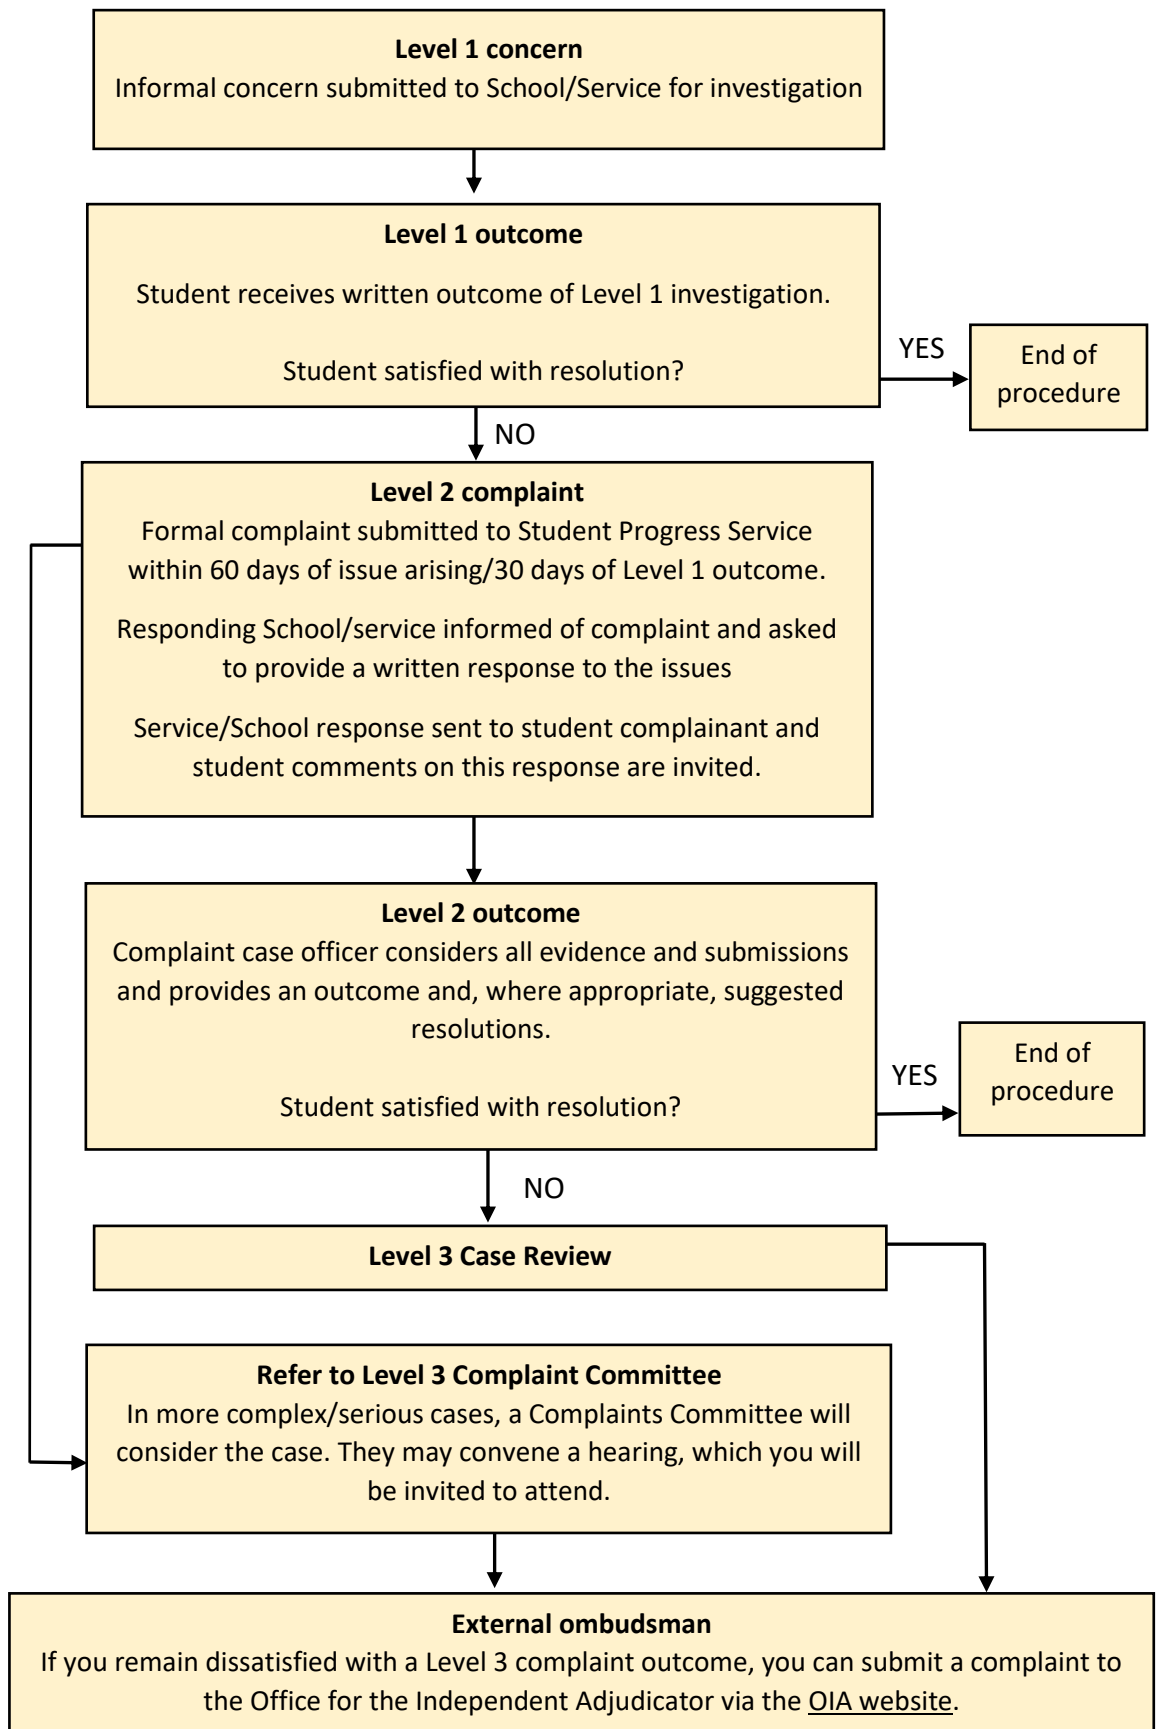 Level 1 concern
Informal concern submitted to School/Service for investigation
Level 1 outcome
Student receives written outcome of Level 1 investigation.
Student satisfied with resolution?
YES
End of
procedure
NO
Level 2 complaint
Formal complaint submitted to Student Progress Service
within 60 days of issue arising/30 days of Level 1 outcome.
Responding School/service informed of complaint and asked
to provide a written response to the issues
Service/School response sent to student complainant and
student comments on this response are invited.
Level 2 outcome
Complaint case officer considers all evidence and submissions
and provides an outcome and, where appropriate, suggested
resolutions.
Student satisfied with resolution?
YES
End of
procedure
NO
Level 3 Case Review
Refer to Level 3 Complaint Committee
In more complex/serious cases, a Complaints Committee will
consider the case. They may convene a hearing, which you will
be invited to attend.
External ombudsman
If you remain dissatisfied with a Level 3 complaint outcome, you can submit a complaint to
the Office for the Independent Adjudicator via the OIA website.